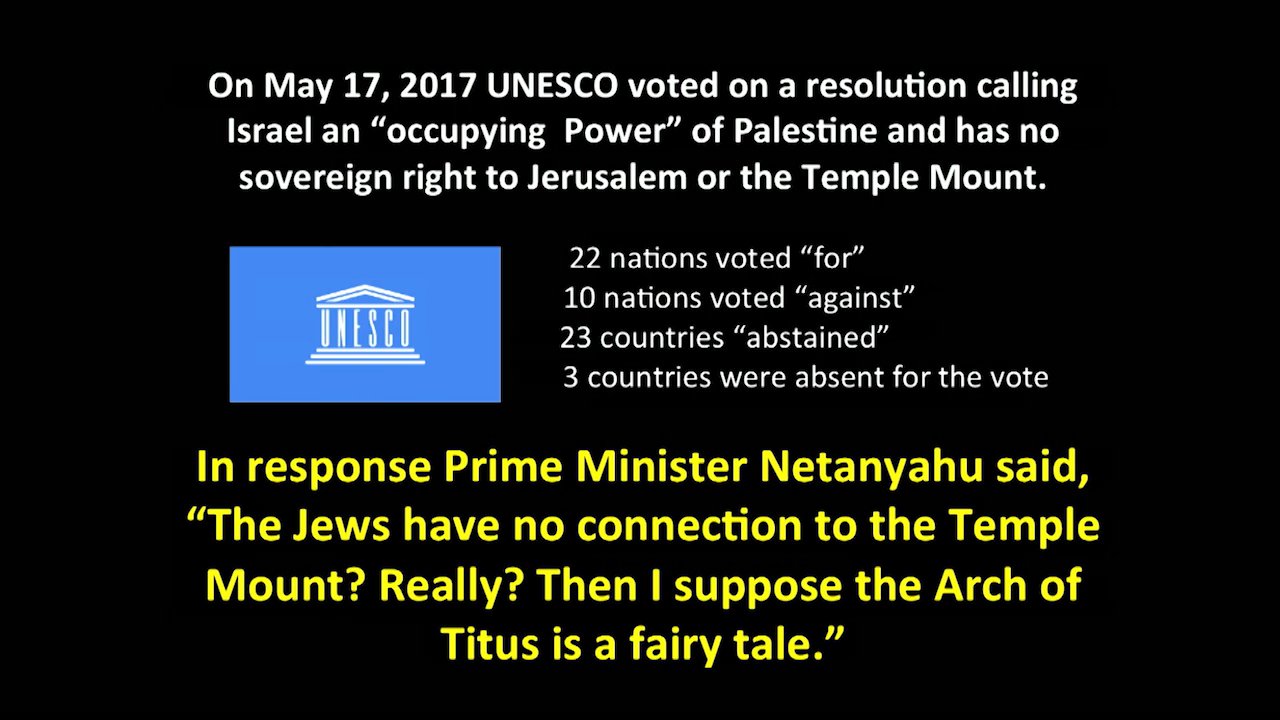 On May 17, 2017 UNESCO voted on a resolution calling
Israel an “occupying  Power” of Palestine and has no
sovereign right to Jerusalem or the Temple Mount.
UNESCO
22 nations voted “for”
10 nations voted “against”
23 countries “abstained”
3 countries were absent for the vote
In response Prime Minister Netanyahu said,
“The Jews have no connection to the Temple
Mount? Really? Then I suppose the Arch of
Titus is a fairy tale.”